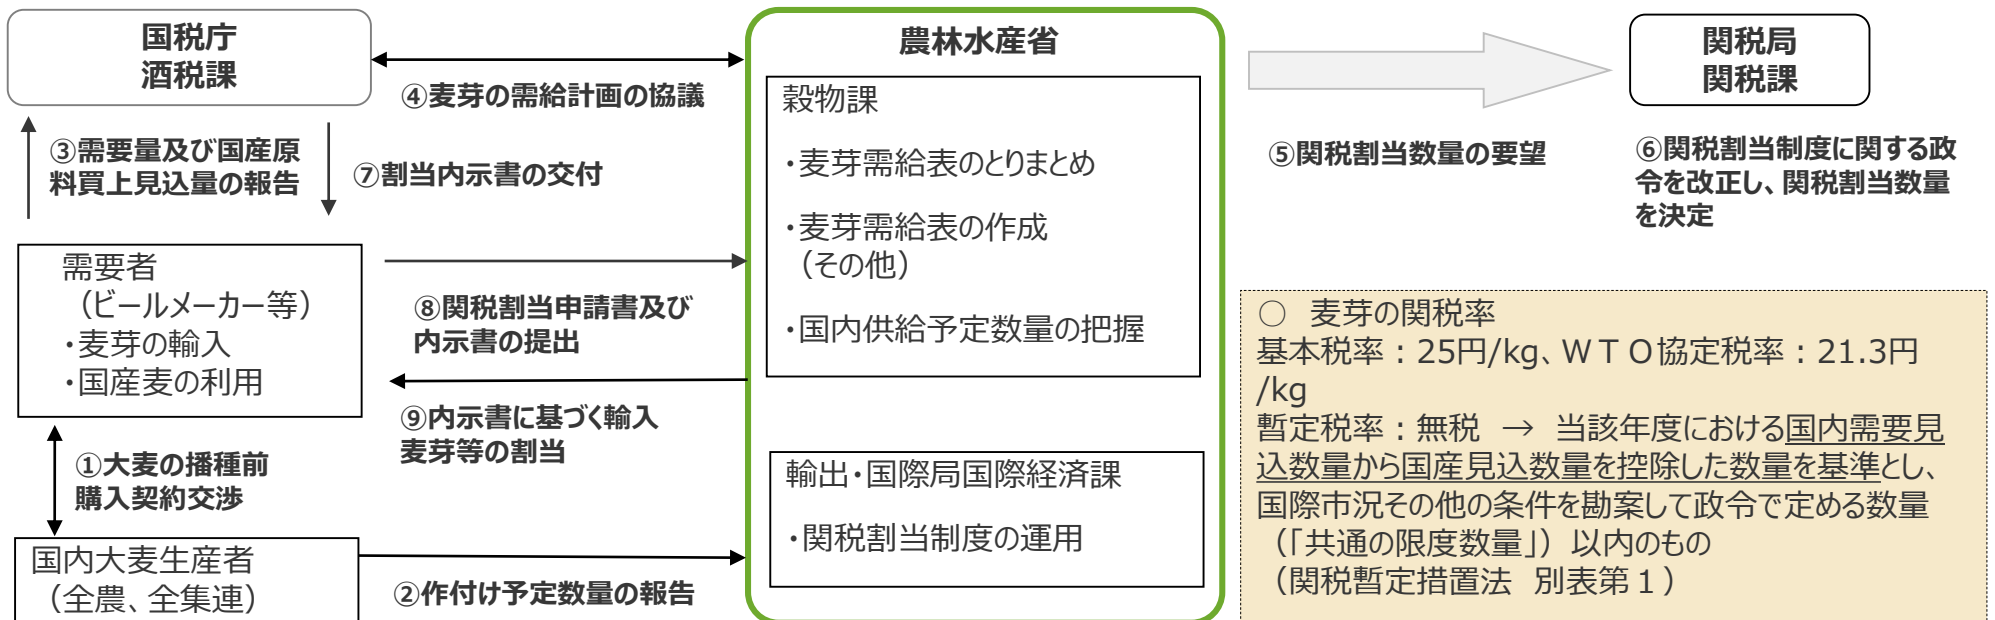 国税庁
酒税課
④麦芽の需給計画の協議
③需要量及び国産原
料買上見込量の報告
⑦割当内示書の交付
需要者
（ビールメーカー等）
・麦芽の輸入
・国産麦の利用
①大麦の播種前
購入契約交渉
国内大麦生産者
（全農、全集連）
②作付け予定数量の報告
⑧関税割当申請書及び
内示書の提出
⑨内示書に基づく輸入
麦芽等の割当
農林水産省
穀物課
・麦芽需給表のとりまとめ
・麦芽需給表の作成
（その他）
・国内供給予定数量の把握
輸出・国際局国際経済課
・関税割当制度の運用
⑤関税割当数量の要望
関税局
関税課
⑥関税割当制度に関する政
令を改正し、関税割当数量
を決定
○　麦芽の関税率
基本税率：25円/kg、ＷＴＯ協定税率：21.3円
/kg
暫定税率：無税　→　当該年度における国内需要見
込数量から国産見込数量を控除した数量を基準とし、
国際市況その他の条件を勘案して政令で定める数量
（「共通の限度数量」）以内のもの
（関税暫定措置法　別表第１）